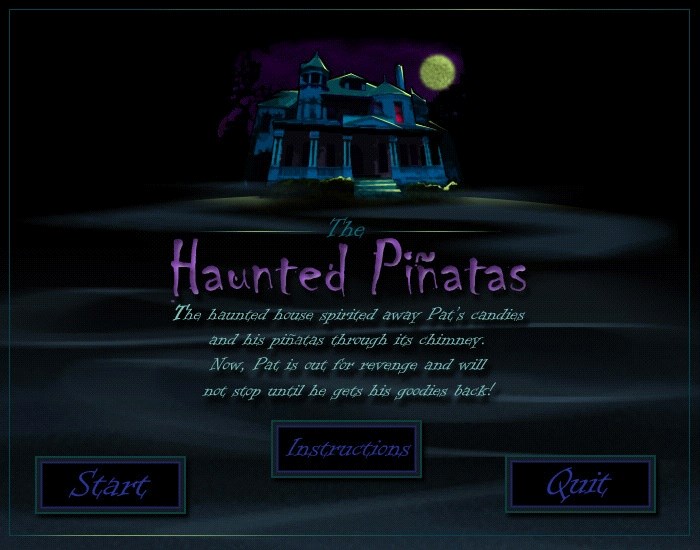 The
Haunted Piñatas
The haunted house spirited away Pat's candies
and his piñatas through its chimney.
Now, Pat is out for revenge and will
not stop until he gets his goodies back!
Instructions
Start
Quit